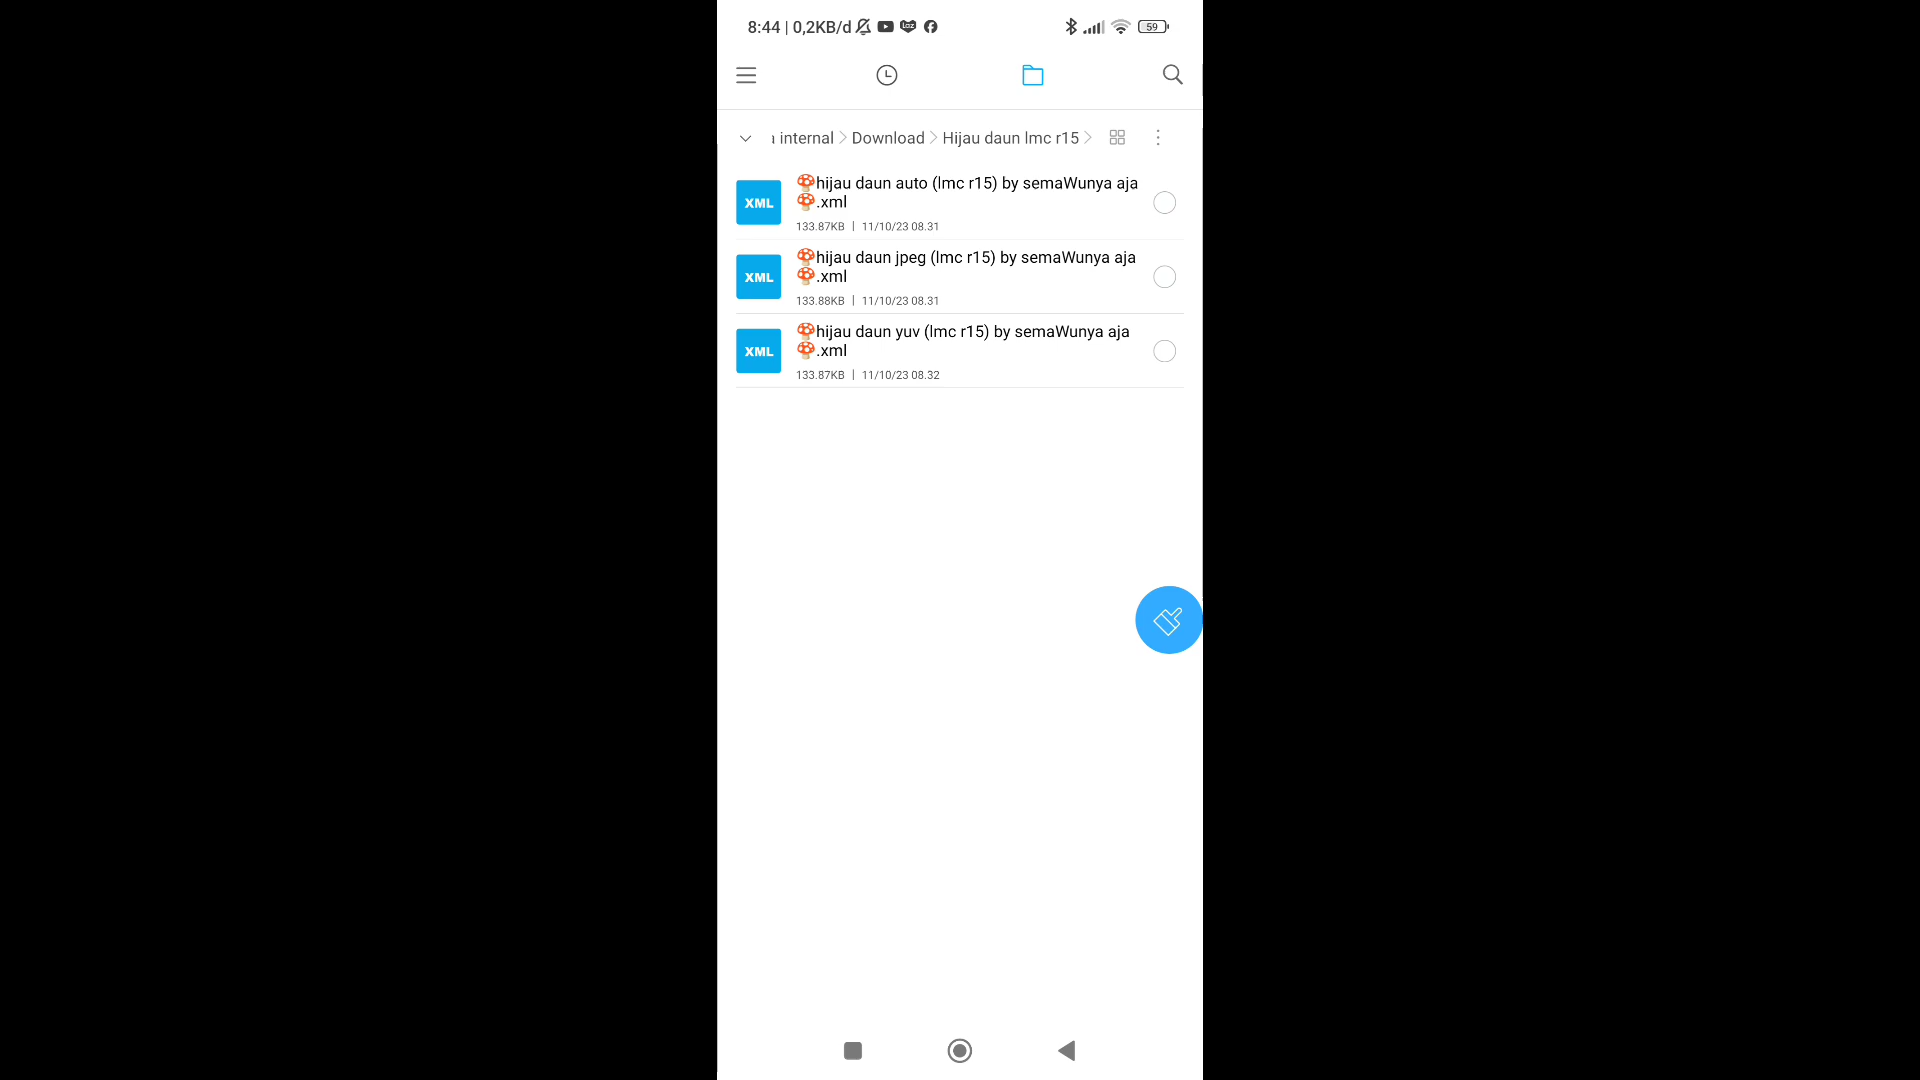 8:44 | 0,2KB/d
59
internal > Download > Hijau daun lmc r15 >
XML
🍄hijau daun auto (lmc r15) by semaWunya aja
🍄.xml
133.87KB | 11/10/23 08.31
XML
🍄hijau daun jpeg (lmc r15) by semaWunya aja
🍄.xml
133.88KB | 11/10/23 08.31
XML
🍄hijau daun yuv (lmc r15) by semaWunya aja
🍄.xml
133.87KB | 11/10/23 08.32